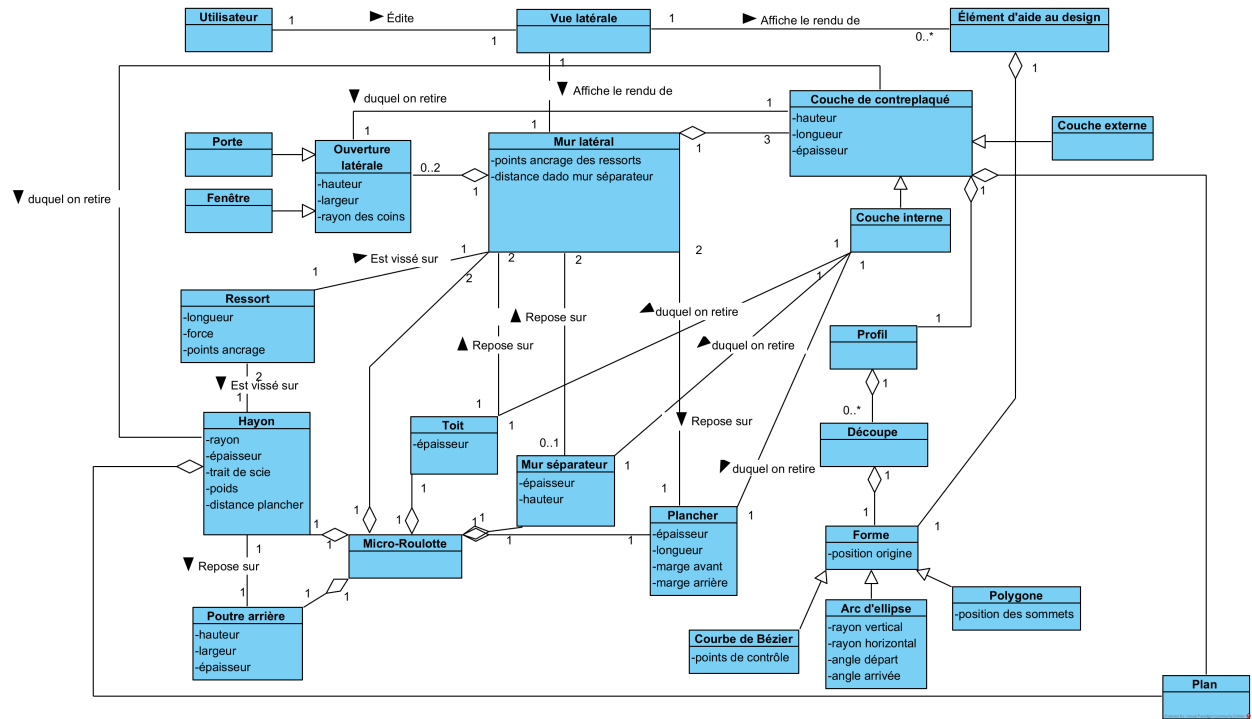 Utilisateur
1
Édite
1
Vue latérale
1
Affiche le rendu de
0..*
Élément d'aide au design
1
1
Affiche le rendu de
1
duquel on retire
1
1
Couche de contreplaqué
-hauteur
-longueur
-épaisseur
Couche externe
Porte
Fenêtre
Ouverture
latérale
-hauteur
-largeur
-rayon des coins
0..2
1
Mur latéral
-points ancrage des ressorts
-distance dado mur séparateur
1
3
1
duquel on retire
Couche interne
1
1
1
1
Est vissé sur
1
2
2
2
2
Ressort
-longueur
-force
-points ancrage
2
Est vissé sur
1
Repose sur
Repose sur
duquel on retire
duquel on retire
duquel on retire
1
Profil
1
0..*
Découpe
1
1
Hayon
-rayon
-épaisseur
-trait de scie
-poids
-distance plancher
Toit
-épaisseur
1
1
1
1
0..1
Mur séparateur
-épaisseur
-hauteur
1
Repose sur
1
Plancher
-épaisseur
-longueur
-marge avant
-marge arrière
1
Forme
-position origine
1
1
1
Micro-Roulotte
1
1
1
1
1
Repose sur
1
1
1
Poutre arrière
-hauteur
-largeur
-épaisseur
Courbe de Bézier
-points de contrôle
Arc d'ellipse
-rayon vertical
-rayon horizontal
-angle départ
-angle arrivée
Polygone
-position des sommets
Plan